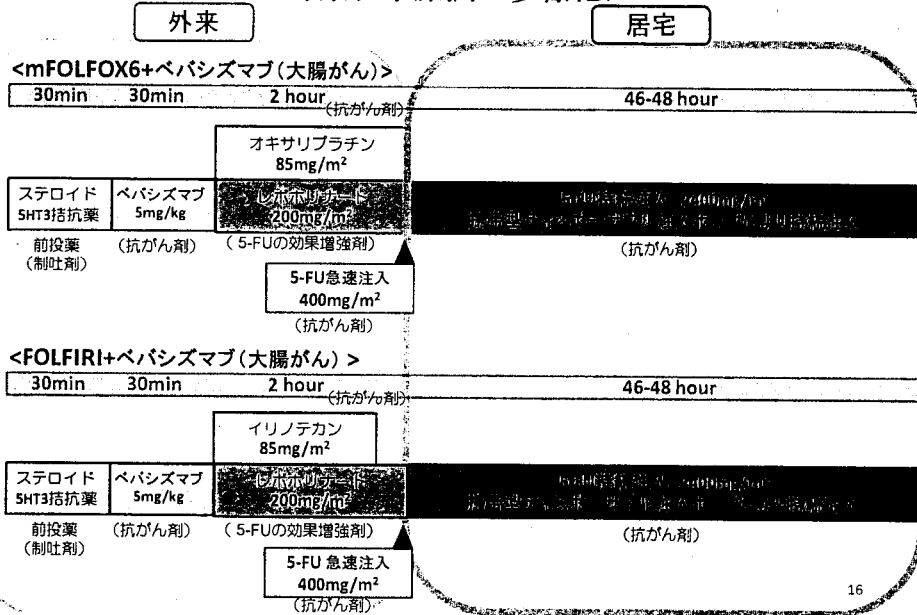 外来
居宅
<mFOLFOX6+ベバシズマブ(大腸がん)>
30min 30min 2 hour (抗がん剤) 46-48 hour
オキサリプラチン
85mg/m²
ステロイド
5HT3拮抗薬
ベバシズマブ
5mg/kg
レボホリナート
200mg/m²
前投薬
(制吐剤)
(抗がん剤)
(5-FUの効果増強剤)
(抗がん剤)
5-FU急速注入
400mg/m²
(抗がん剤)
<FOLFIRI+ベバシズマブ(大腸がん) >
30min 30min 2 hour (抗がん剤) 46-48 hour
イリノテカン
85mg/m²
ステロイド
5HT3拮抗薬
ベバシズマブ
5mg/kg
レボホリナート
200mg/m²
前投薬
(制吐剤)
(抗がん剤)
(5-FUの効果増強剤)
(抗がん剤)
5-FU 急速注入
400mg/m²
(抗がん剤)
16